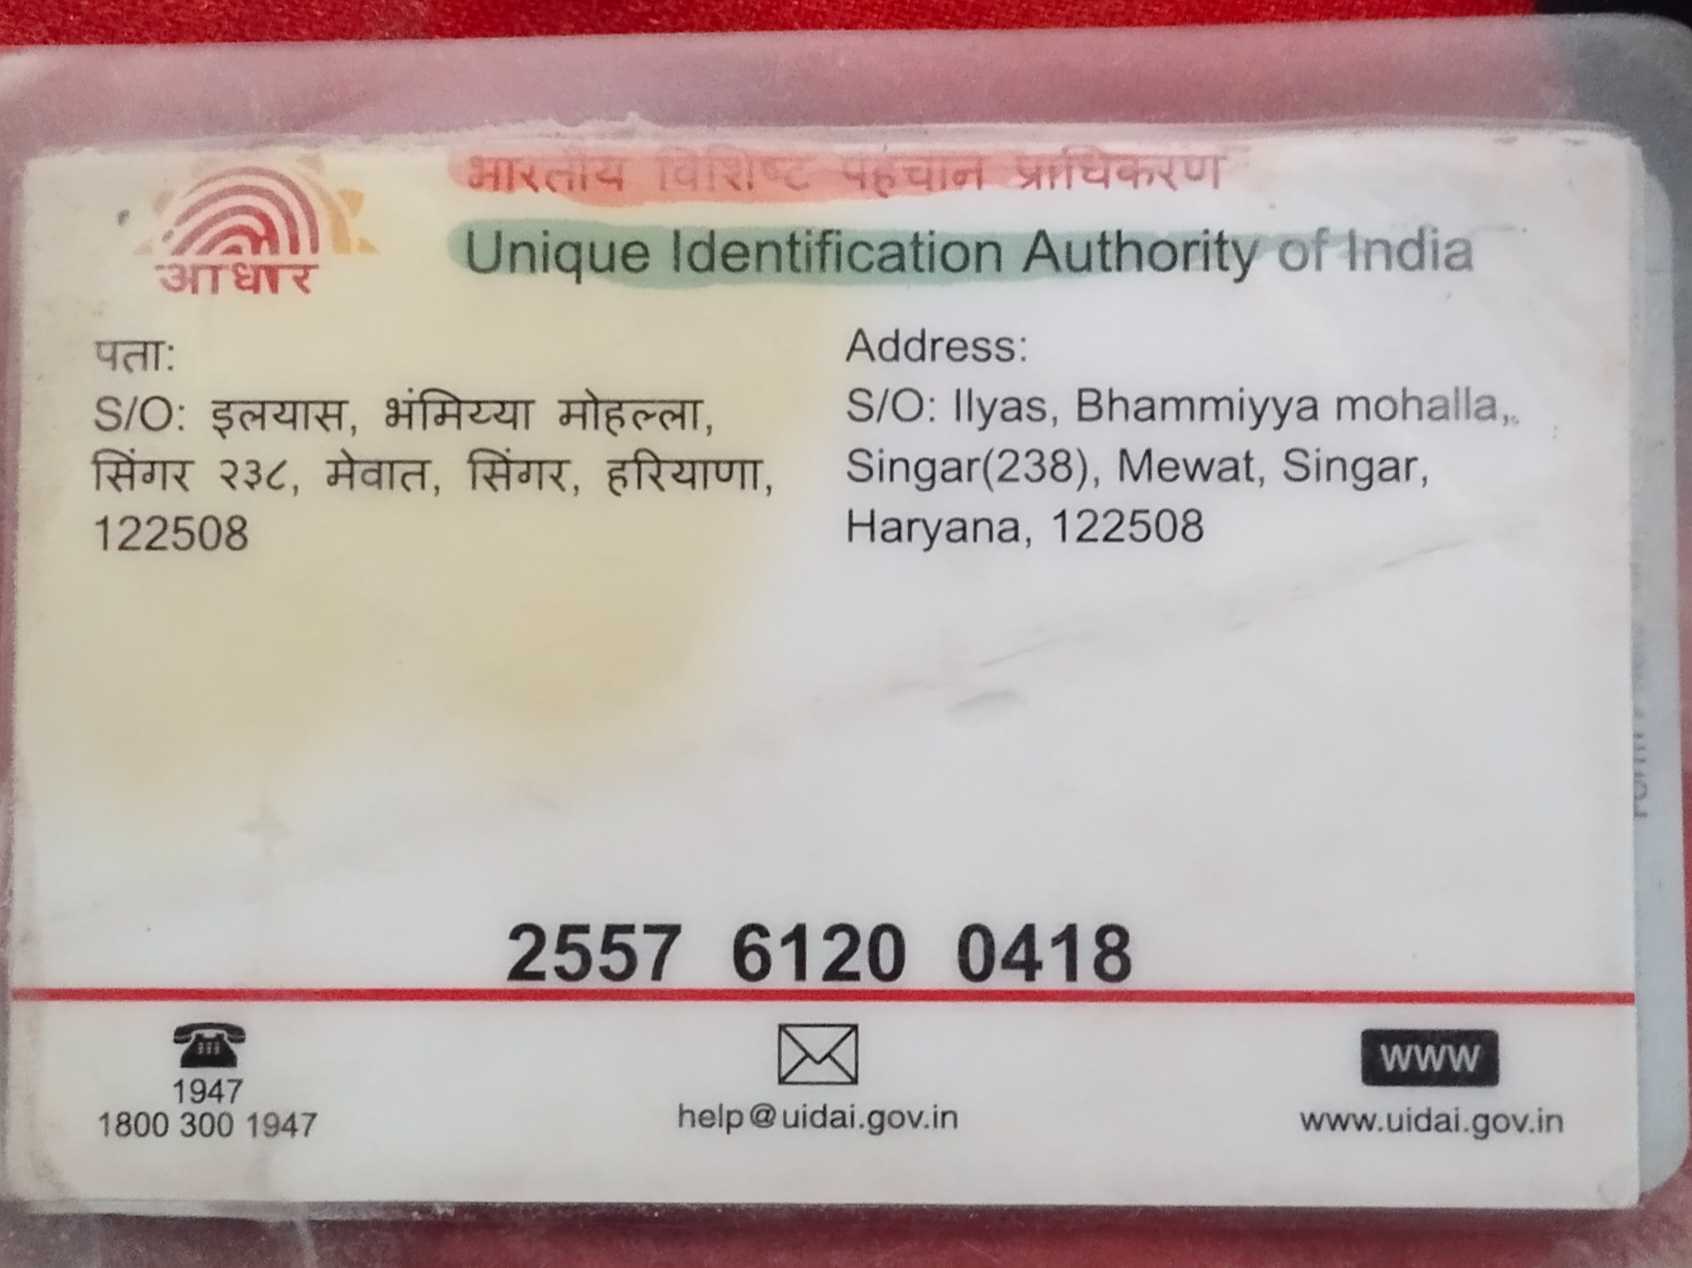 भारतीय विशिष्ट पहचान प्राधिकरण
Unique Identification Authority of India
आधार
पता:
S/O: इलयास, भंमिय्या मोहल्ला,
सिंगर २३८, मेवात, सिंगर, हरियाणा,
122508
Address:
S/O: Ilyas, Bhammiyya mohalla,
Singar(238), Mewat, Singar,
Haryana, 122508
2557 6120 0418
1947
1800 300 1947
help@uidai.gov.in
www
www.uidai.gov.in